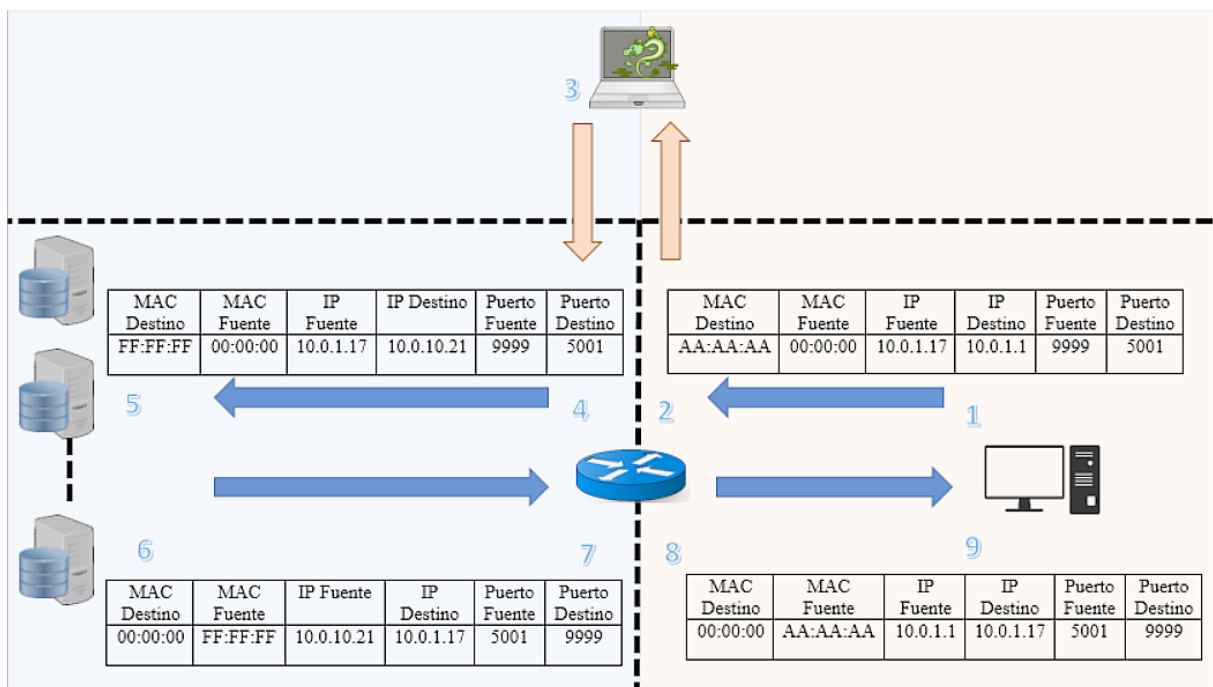 3
MAC Destino MAC Fuente IP Fuente IP Destino Puerto Fuente Puerto Destino
FF:FF:FF 00:00:00 10.0.1.17 10.0.10.21 9999 5001
MAC Destino MAC Fuente IP Fuente IP Destino Puerto Fuente Puerto Destino
AA:AA:AA 00:00:00 10.0.1.17 10.0.1.1 9999 5001
5 4 2 1
6 7 8 9
MAC Destino MAC Fuente IP Fuente IP Destino Puerto Fuente Puerto Destino
00:00:00 FF:FF:FF 10.0.10.21 10.0.1.17 5001 9999
MAC Destino MAC Fuente IP Fuente IP Destino Puerto Fuente Puerto Destino
00:00:00 AA:AA:AA 10.0.1.1 10.0.1.17 5001 9999